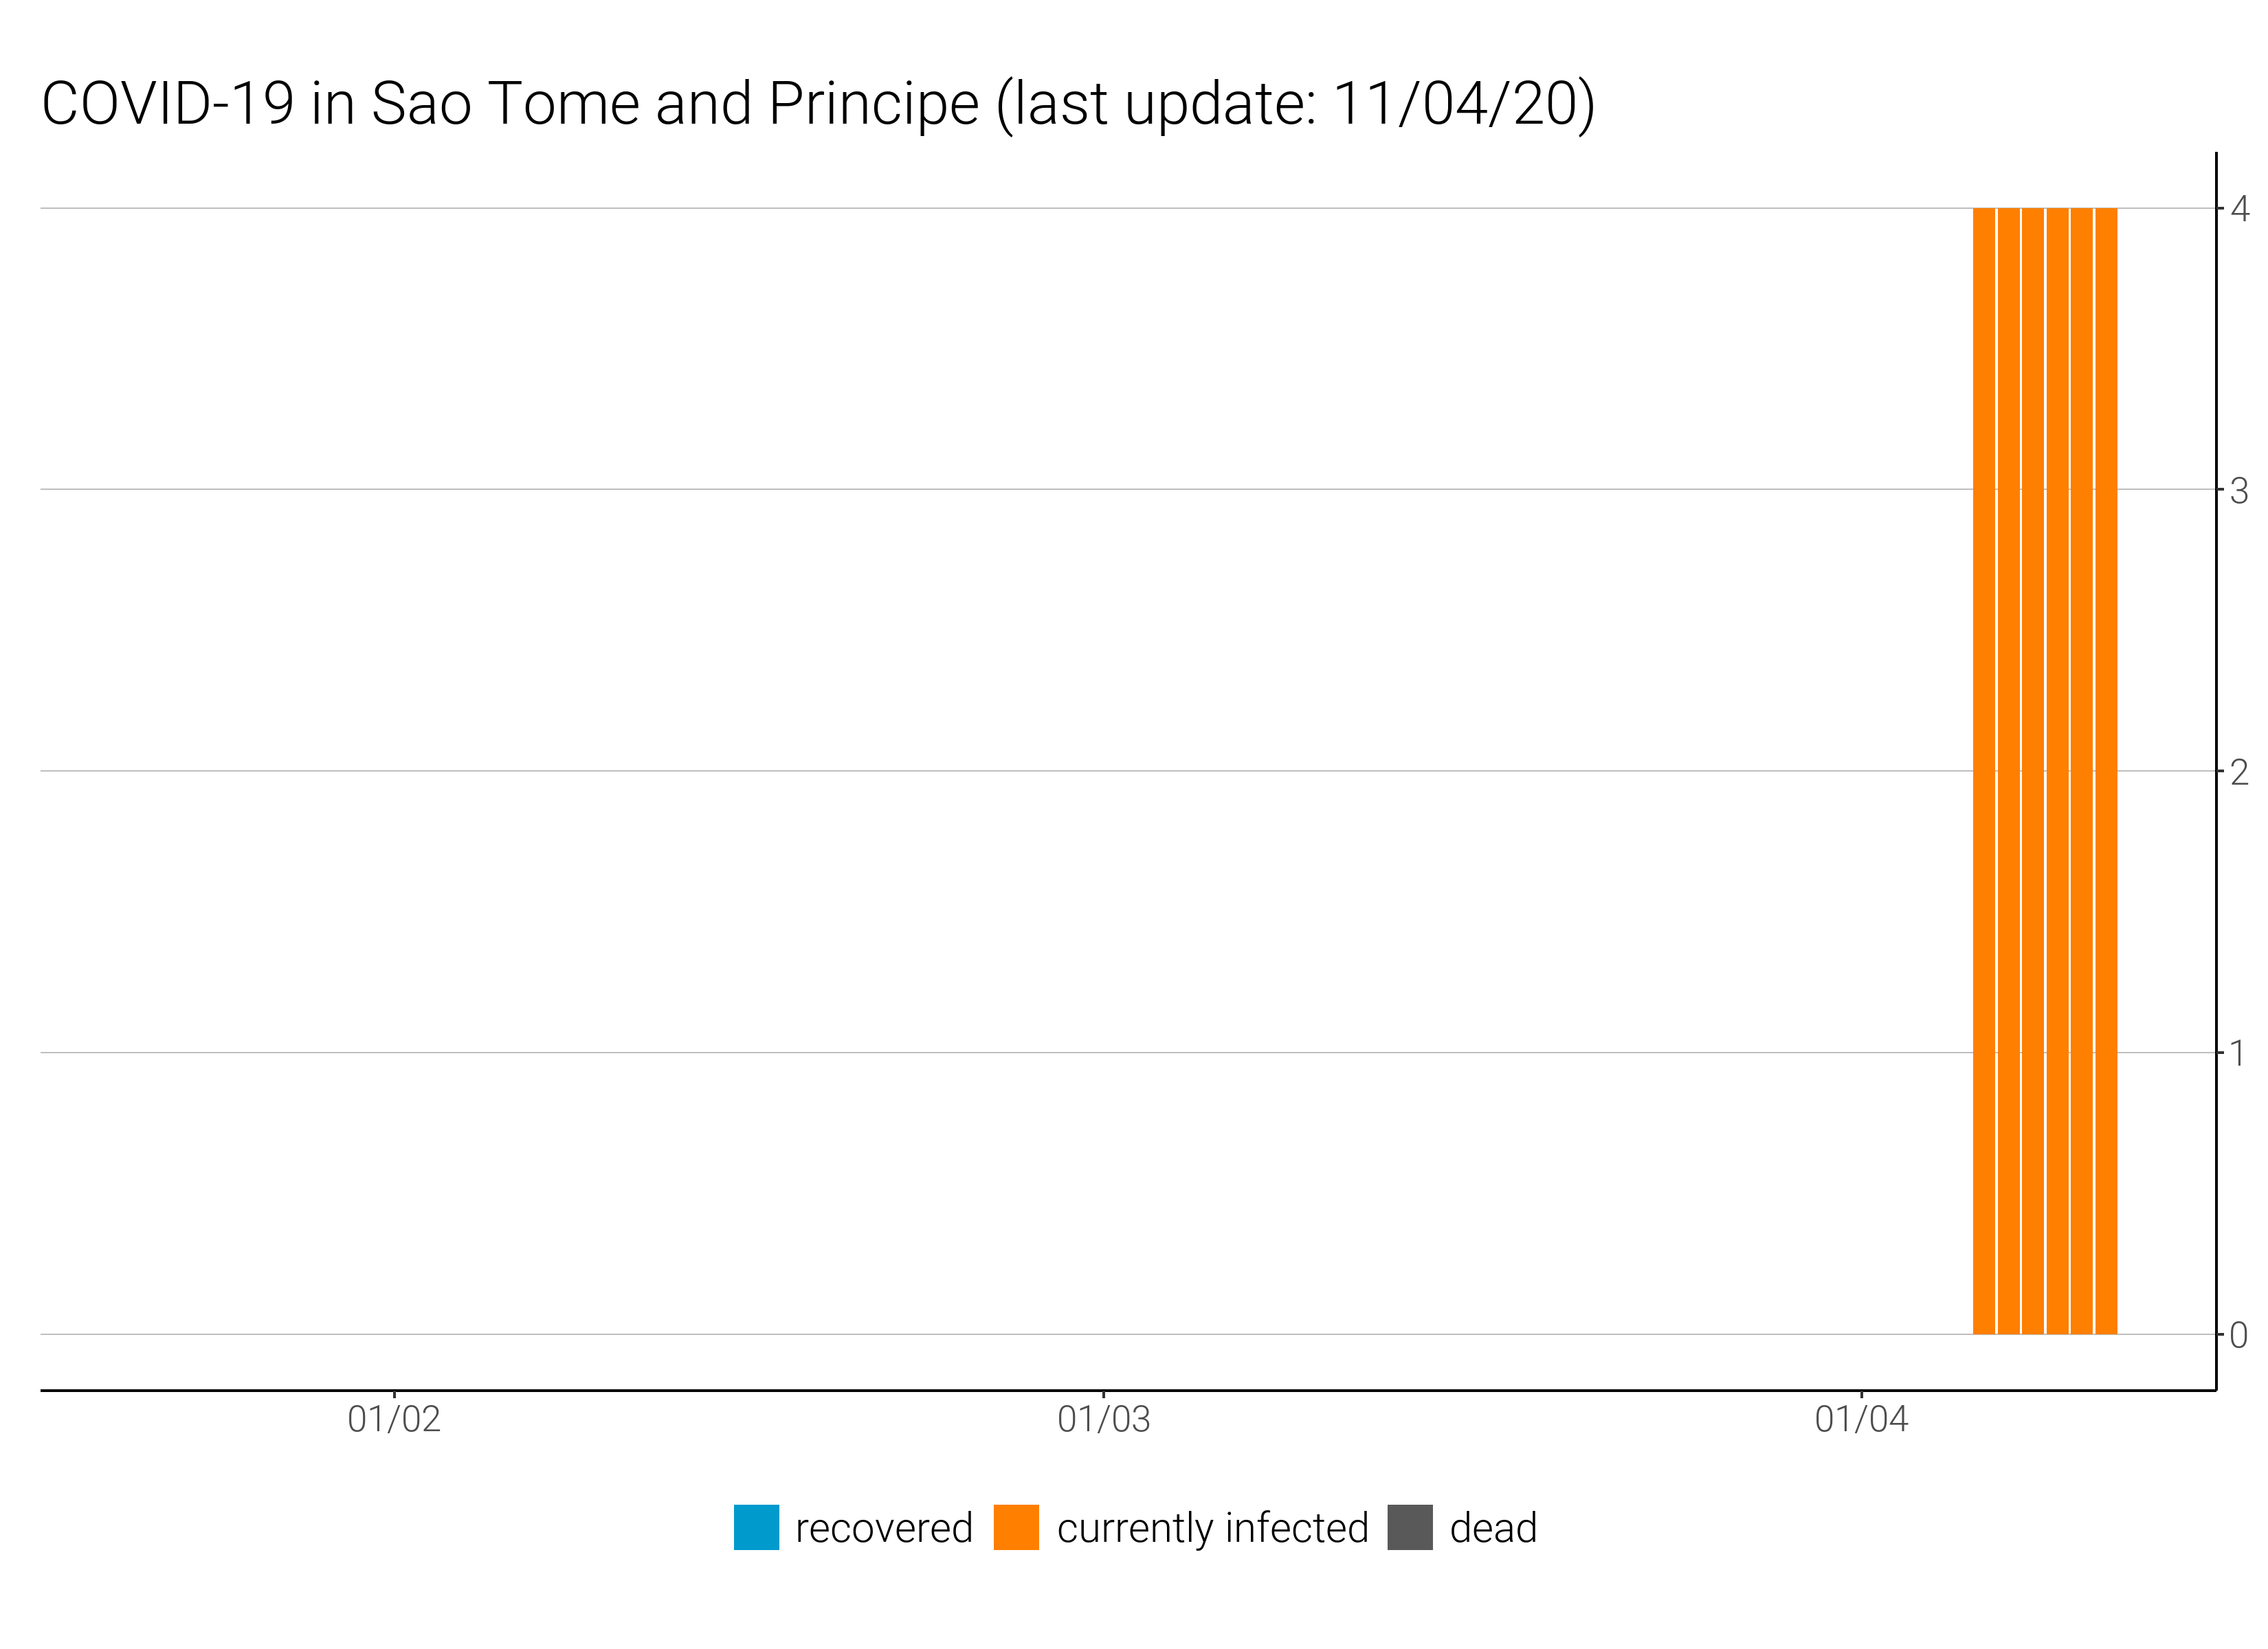 COVID-19 in Sao Tome and Principe (last update: 11/04/20)
4
3
2
1
0
01/02 01/03 01/04
recovered currently infected dead